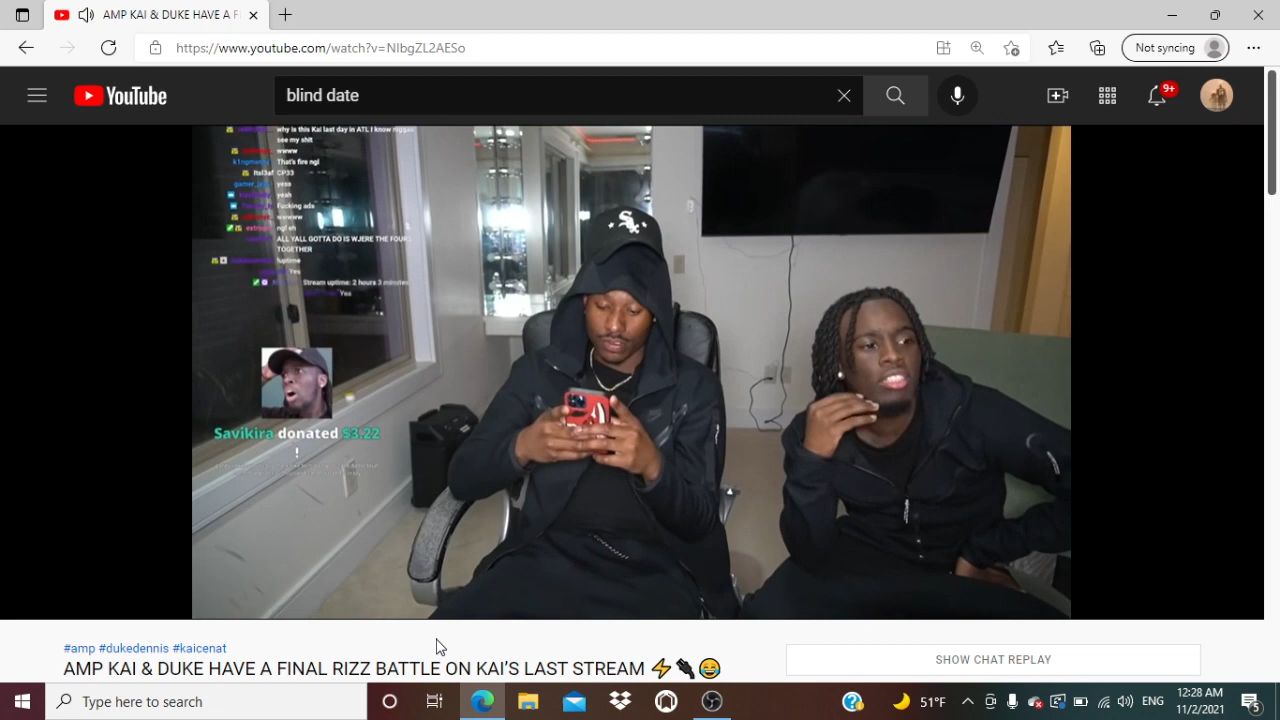 AMP KAI & DUKE HAVE A F
https://www.youtube.com/watch?v=NIbgZL2AESo
Not syncing
YouTube
blind date
9+
why is this Kai last day in ATL I know niggas
see my shit
wwww
That's fire ngl
ltel3af CP33
yess
yeah
Fucking ads
wwwww
ngl eh
ALL YALL GOTTA DO IS WJERE THE FOUR
TOGETHER
!uptime
Yes
Stream uptime: 2 hours 3 minutes
Yes
Savikira donated $3.22
!
#amp #dukedennis #kaicenat
AMP KAI & DUKE HAVE A FINAL RIZZ BATTLE ON KAI'S LAST STREAM ⚡🔌😂
SHOW CHAT REPLAY
Type here to search
51°F
ENG
12:28 AM
11/2/2021
5